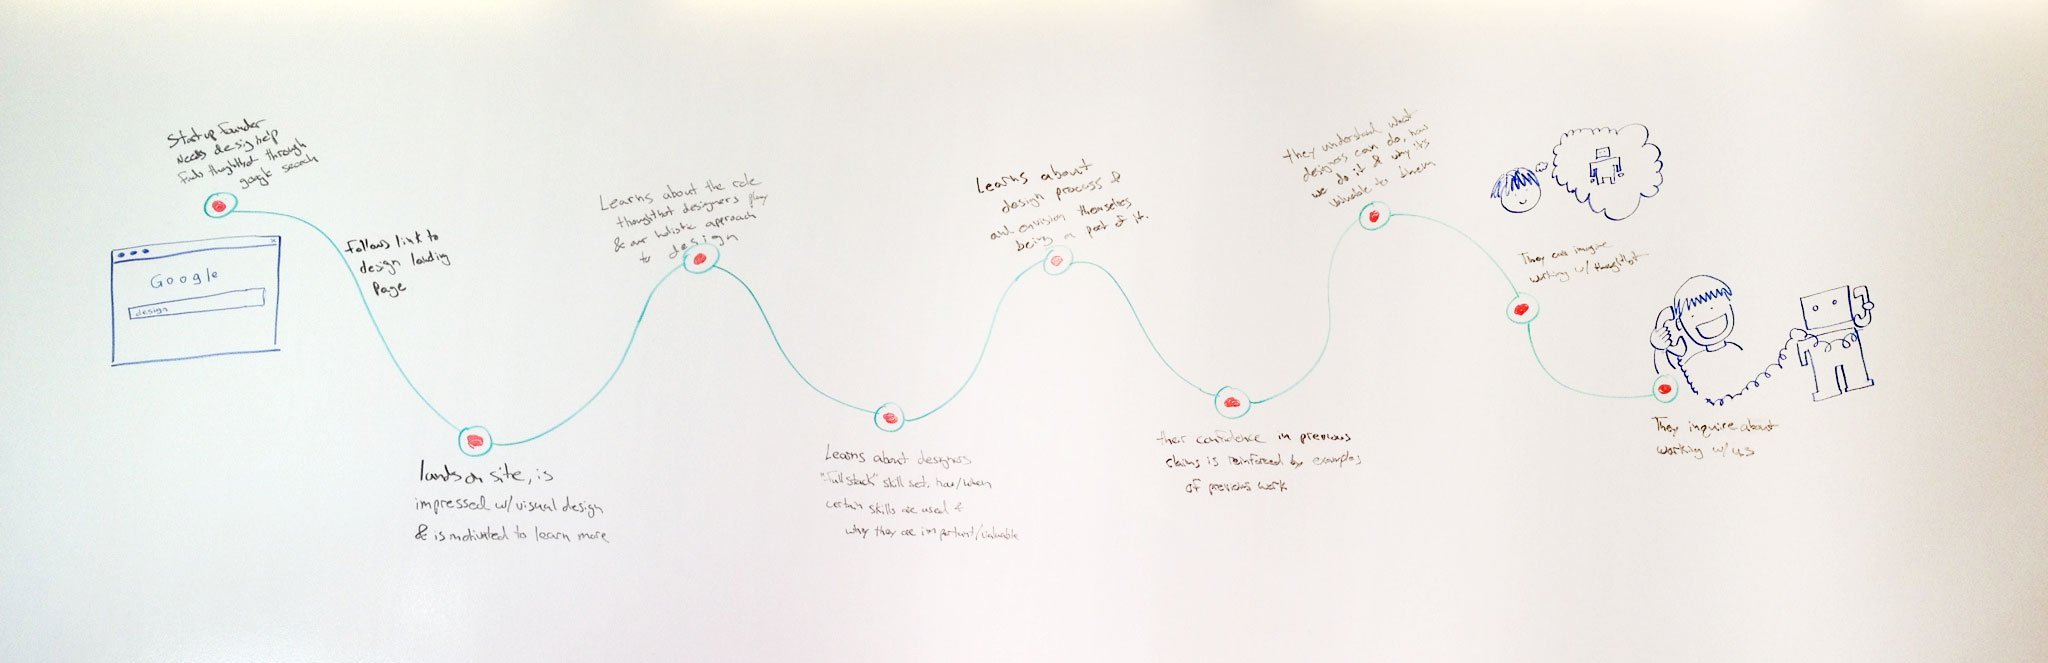 Startup founder
needs design help
finds thoughtbot through
google search
Google
design
follows link to
design landing
page
lands on site, is
impressed w/ visual design
& is motivated to learn more
Learns about the role
thoughtbot designers play
& our holistic approach
to design
Learns about designers
"full stack" skill set, how/when
certain skills are used &
why they are important/valuable
Learns about
design process &
and envision themselves
being a part of it.
their confidence in previous
claims is reinforced by examples
of previous work
they understand what
designers can do, how
we do it & why it's
valuable to them
They can imagine
working w/ thoughtbot
They inquire about
working w/ us